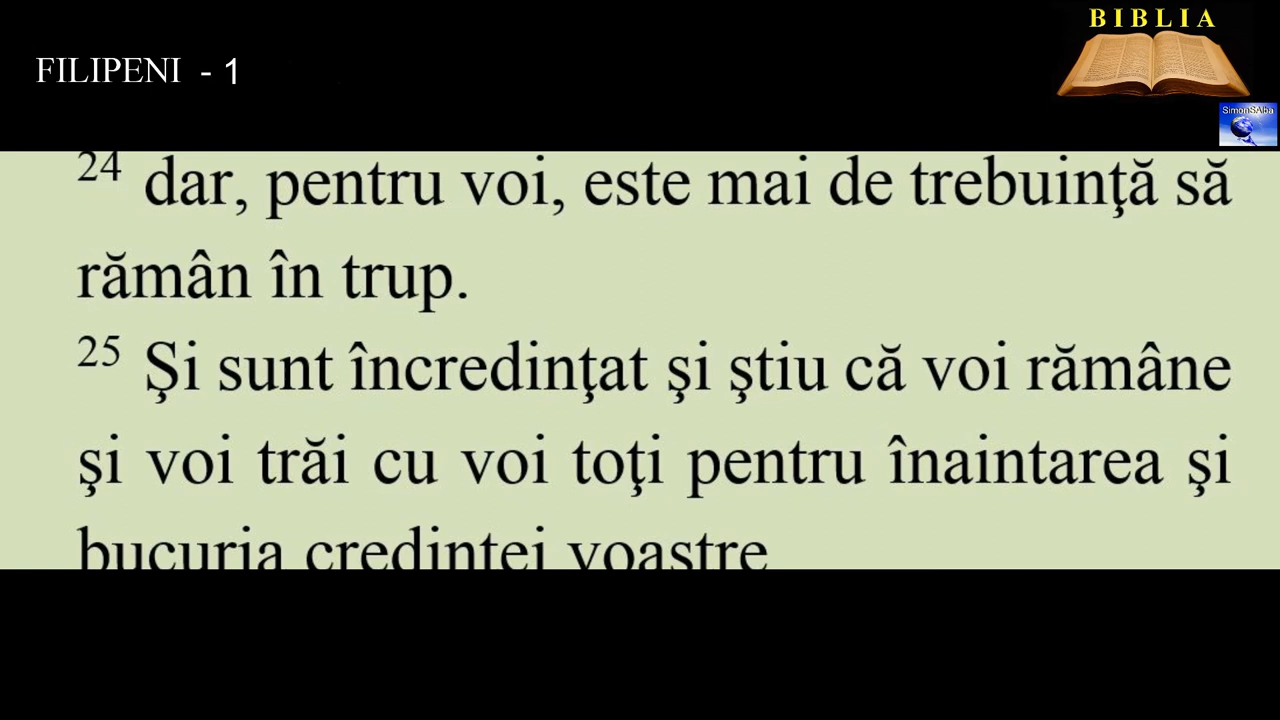 BIBLIA
FILIPENI - 1
SimonSAlba
24 dar, pentru voi, este mai de trebuinţă să
rămân în trup.
25 Şi sunt încredinţat şi ştiu că voi rămâne
şi voi trăi cu voi toţi pentru înaintarea şi
bucuria credinţei voastre